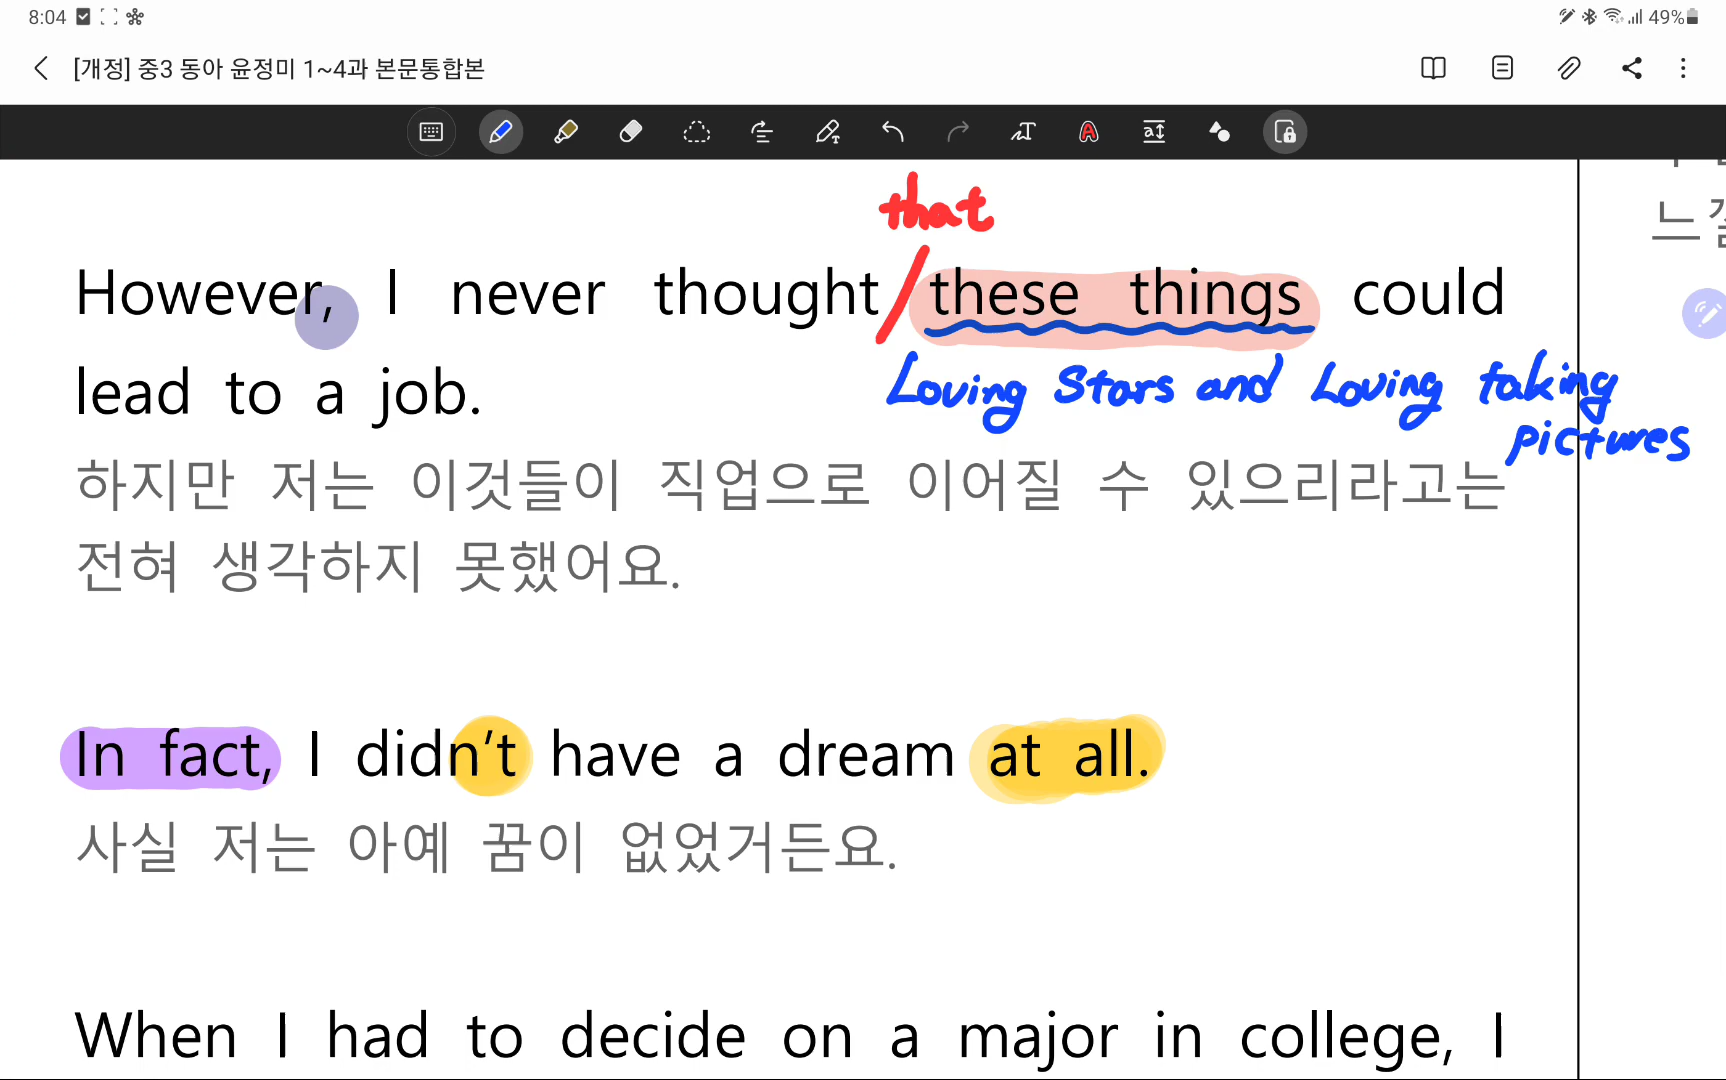 8:04
49%
[개정] 중3 동아 윤정미 1~4과 본문통합본
that
However, I never thought these things could
lead to a job.
Loving Stars and Loving taking
pictures
하지만 저는 이것들이 직업으로 이어질 수 있으리라고는
전혀 생각하지 못했어요.
In fact, I didn't have a dream at all.
사실 저는 아예 꿈이 없었거든요.
When I had to decide on a major in college, I